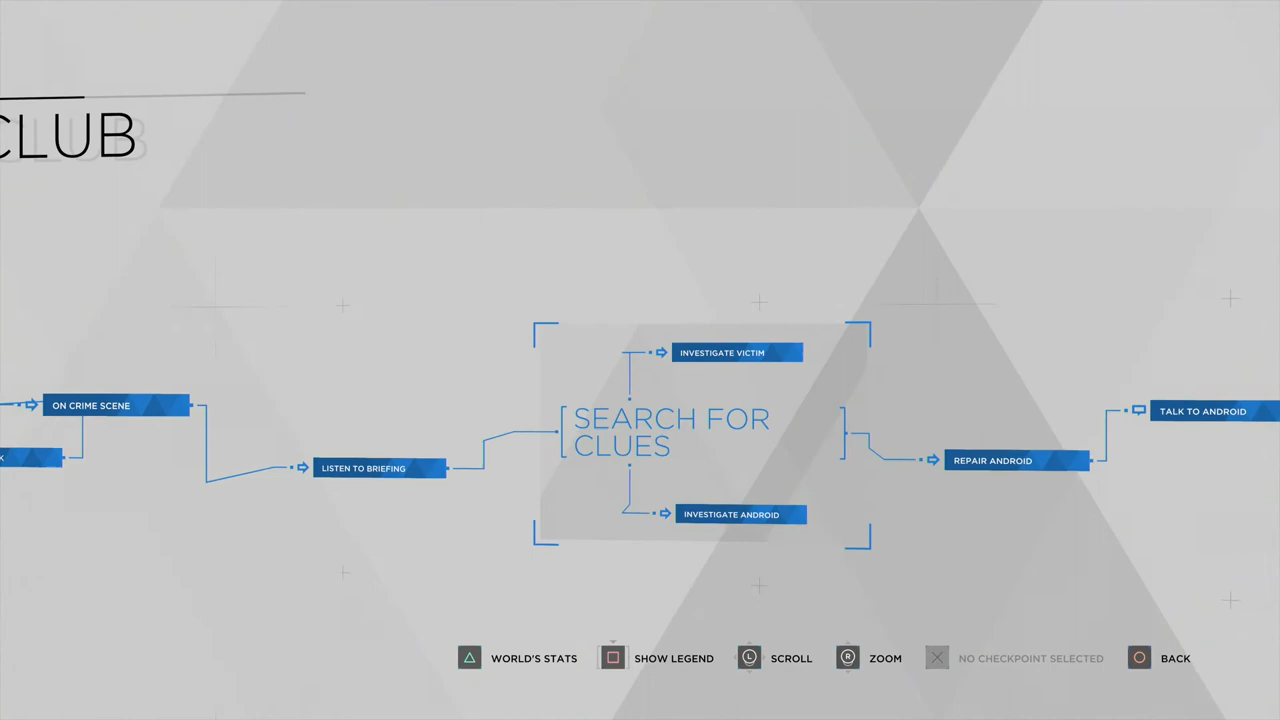 CLUB
INVESTIGATE VICTIM
ON CRIME SCENE
TALK TO ANDROID
SEARCH FOR
CLUES
K
LISTEN TO BRIEFING
REPAIR ANDROID
INVESTIGATE ANDROID
WORLD'S STATS
SHOW LEGEND
L
SCROLL
R
ZOOM
NO CHECKPOINT SELECTED
BACK